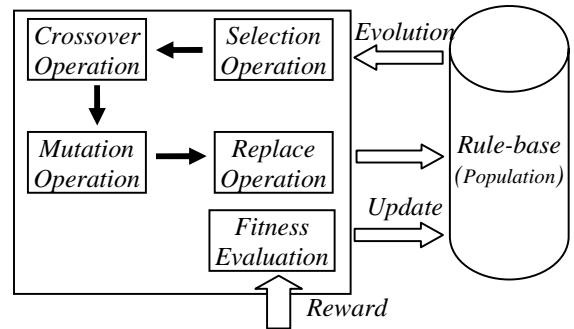 Crossover
Operation
Selection
Operation
Evolution
Mutation
Operation
Replace
Operation
Rule-base
(Population)
Update
Fitness
Evaluation
Reward